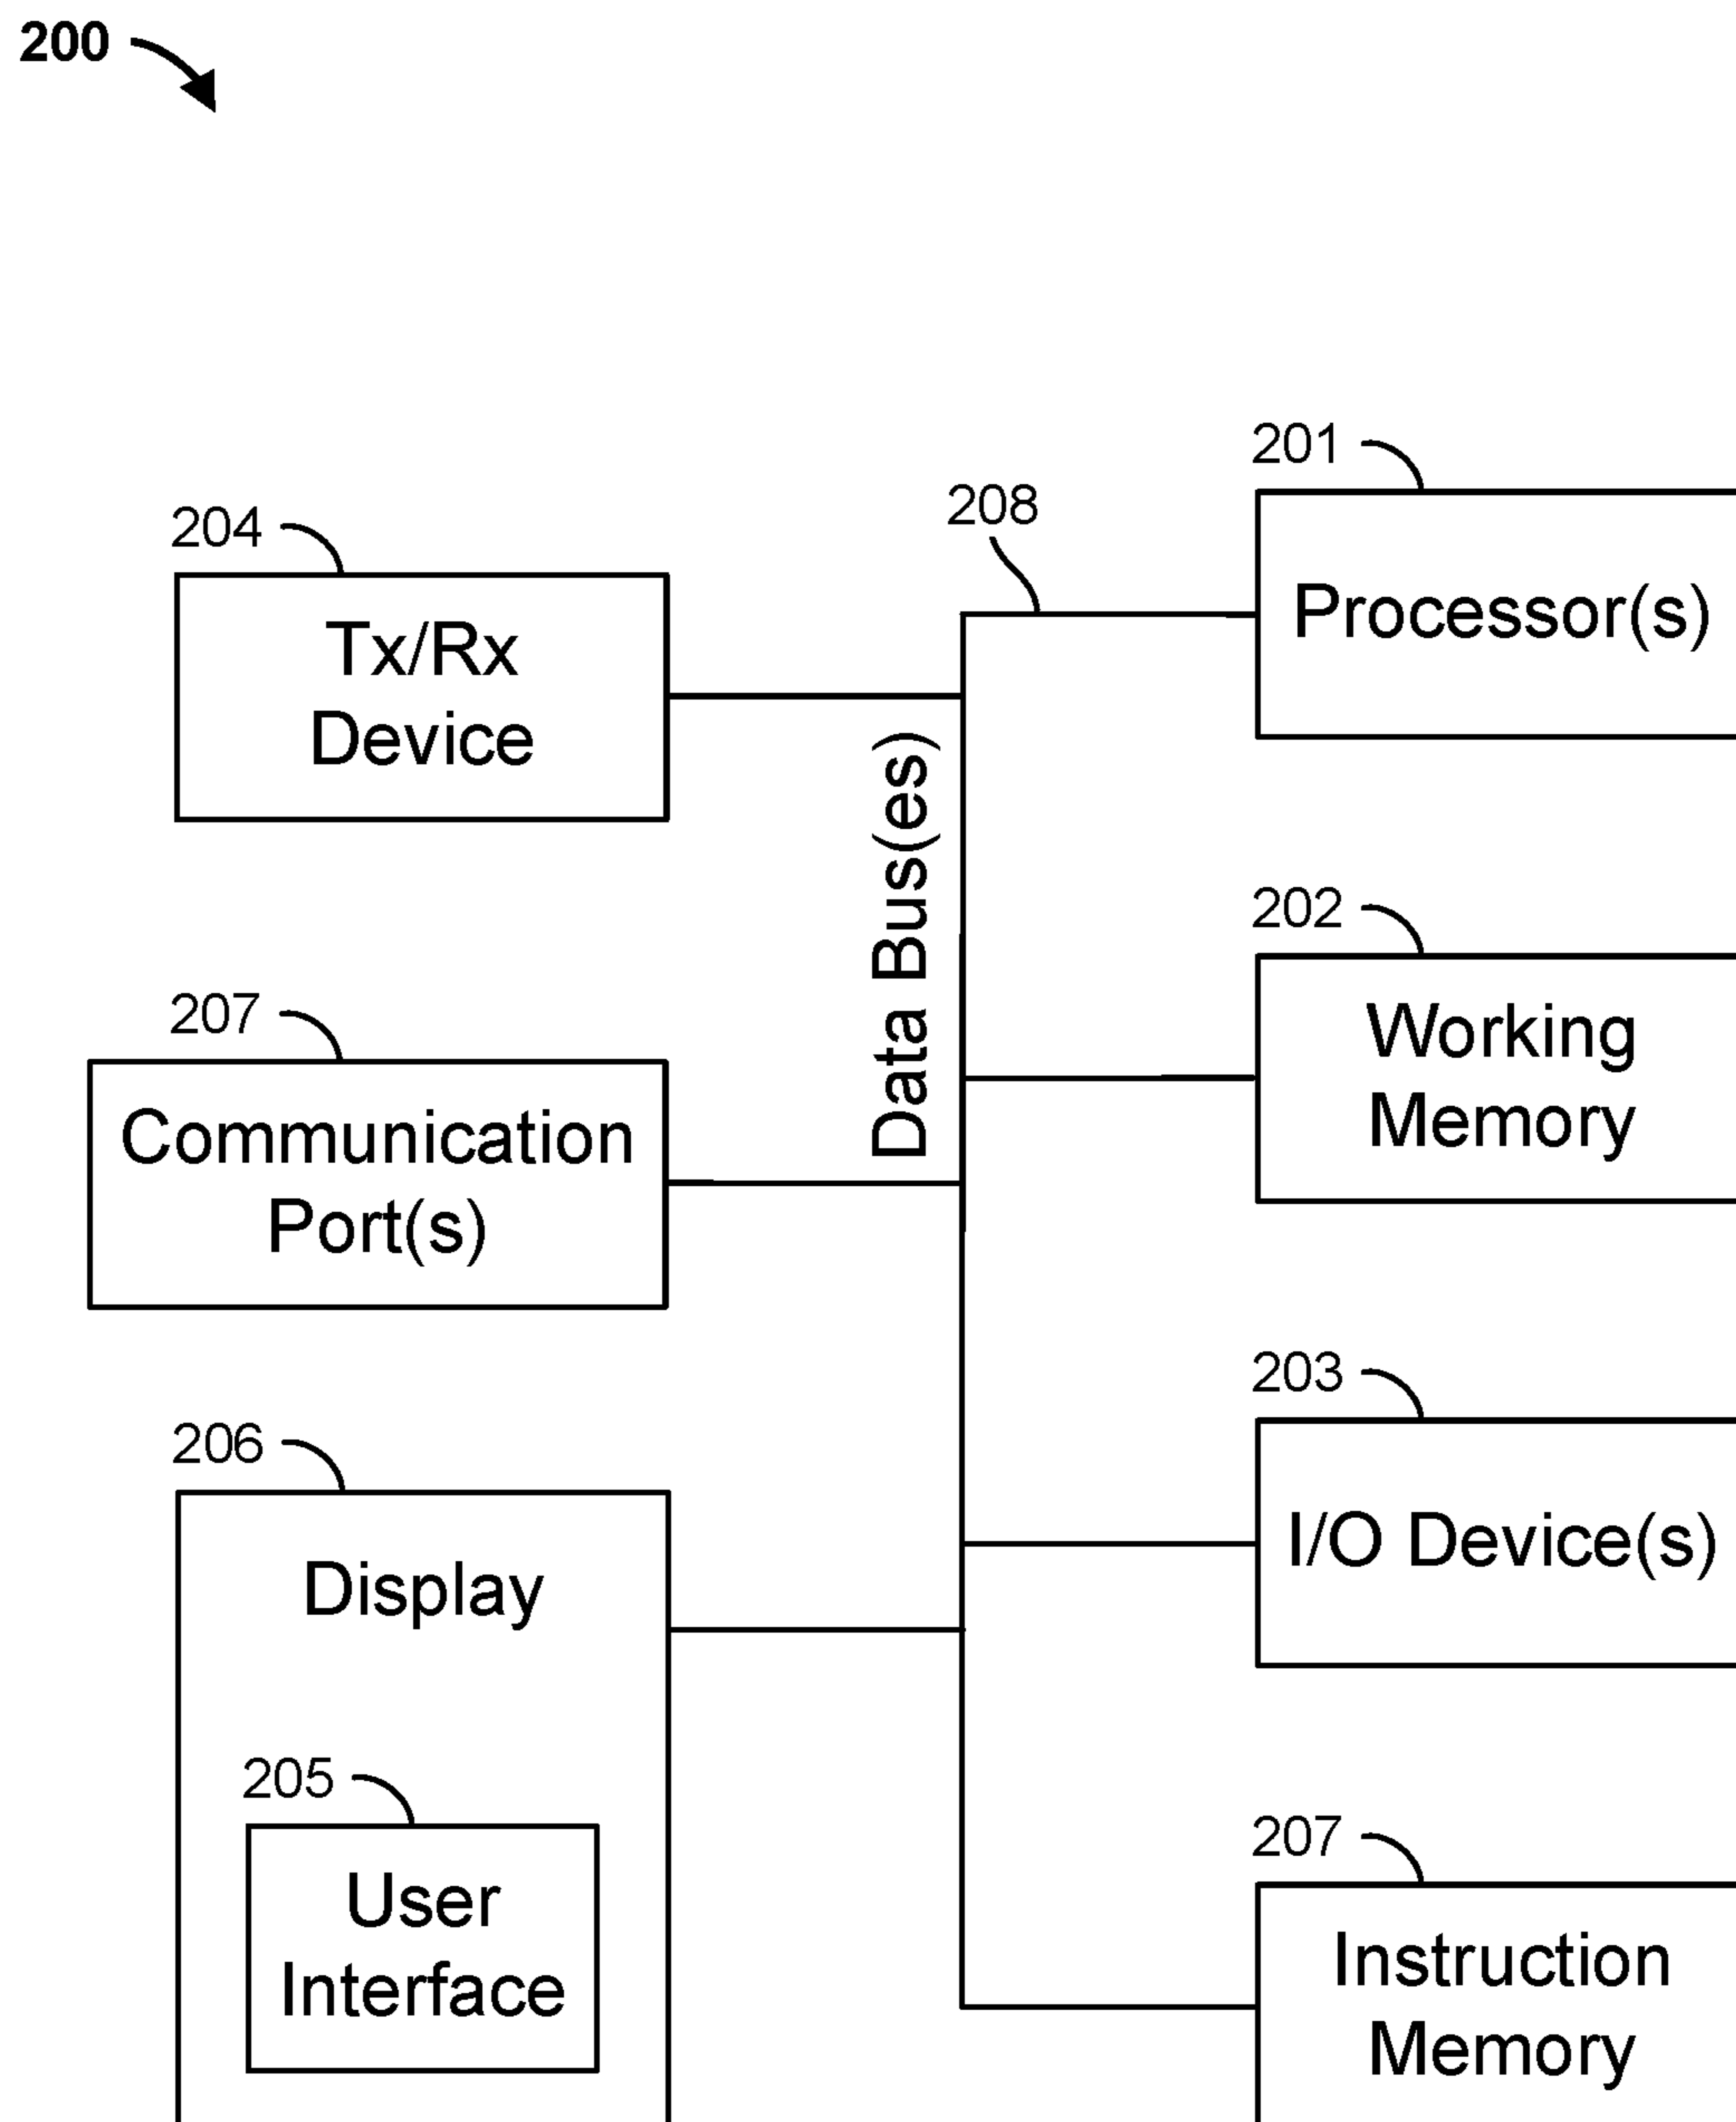 200
204
Tx/Rx
Device
207
Communication
Port(s)
206
Display
205
User
Interface
208
Data Bus(es)
201
Processor(s)
202
Working
Memory
203
I/O Device(s)
207
Instruction
Memory